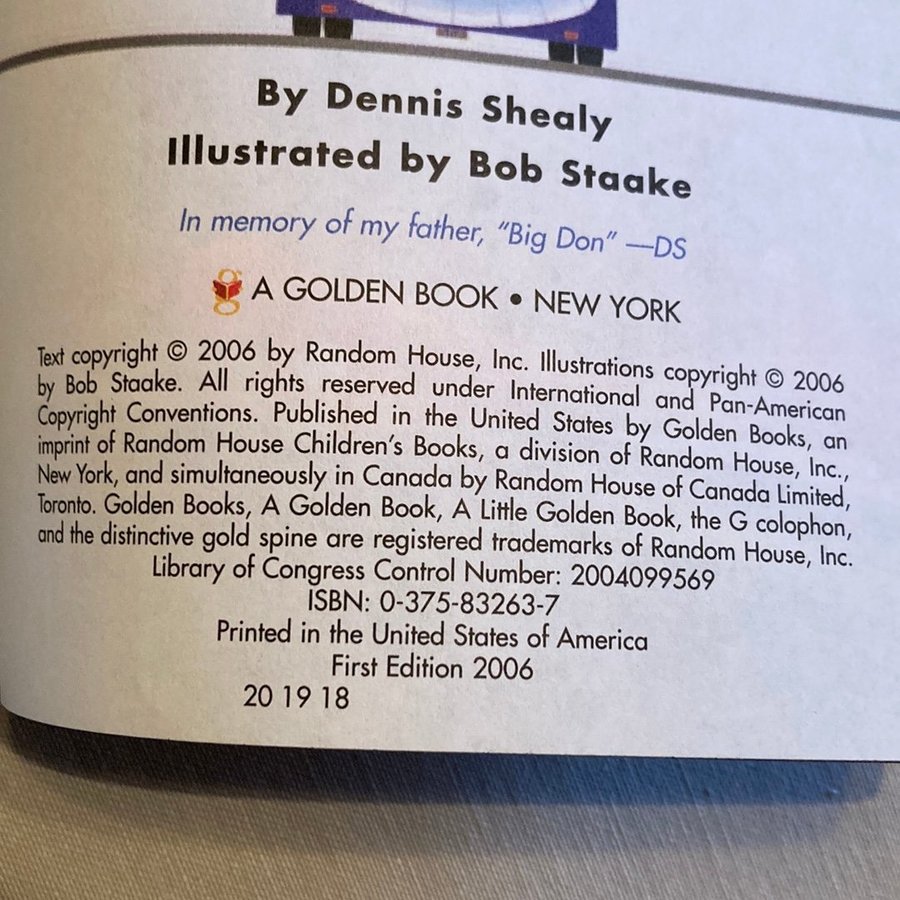 By Dennis Shealy
Illustrated by Bob Staake
In memory of my father, “Big Don” —DS
A GOLDEN BOOK • NEW YORK
Text copyright © 2006 by Random House, Inc. Illustrations copyright © 2006
by Bob Staake. All rights reserved under International and Pan-American
Copyright Conventions. Published in the United States by Golden Books, an
imprint of Random House Children’s Books, a division of Random House, Inc.,
New York, and simultaneously in Canada by Random House of Canada Limited,
Toronto. Golden Books, A Golden Book, A Little Golden Book, the G colophon,
and the distinctive gold spine are registered trademarks of Random House, Inc.
Library of Congress Control Number: 2004099569
ISBN: 0-375-83263-7
Printed in the United States of America
First Edition 2006
20 19 18